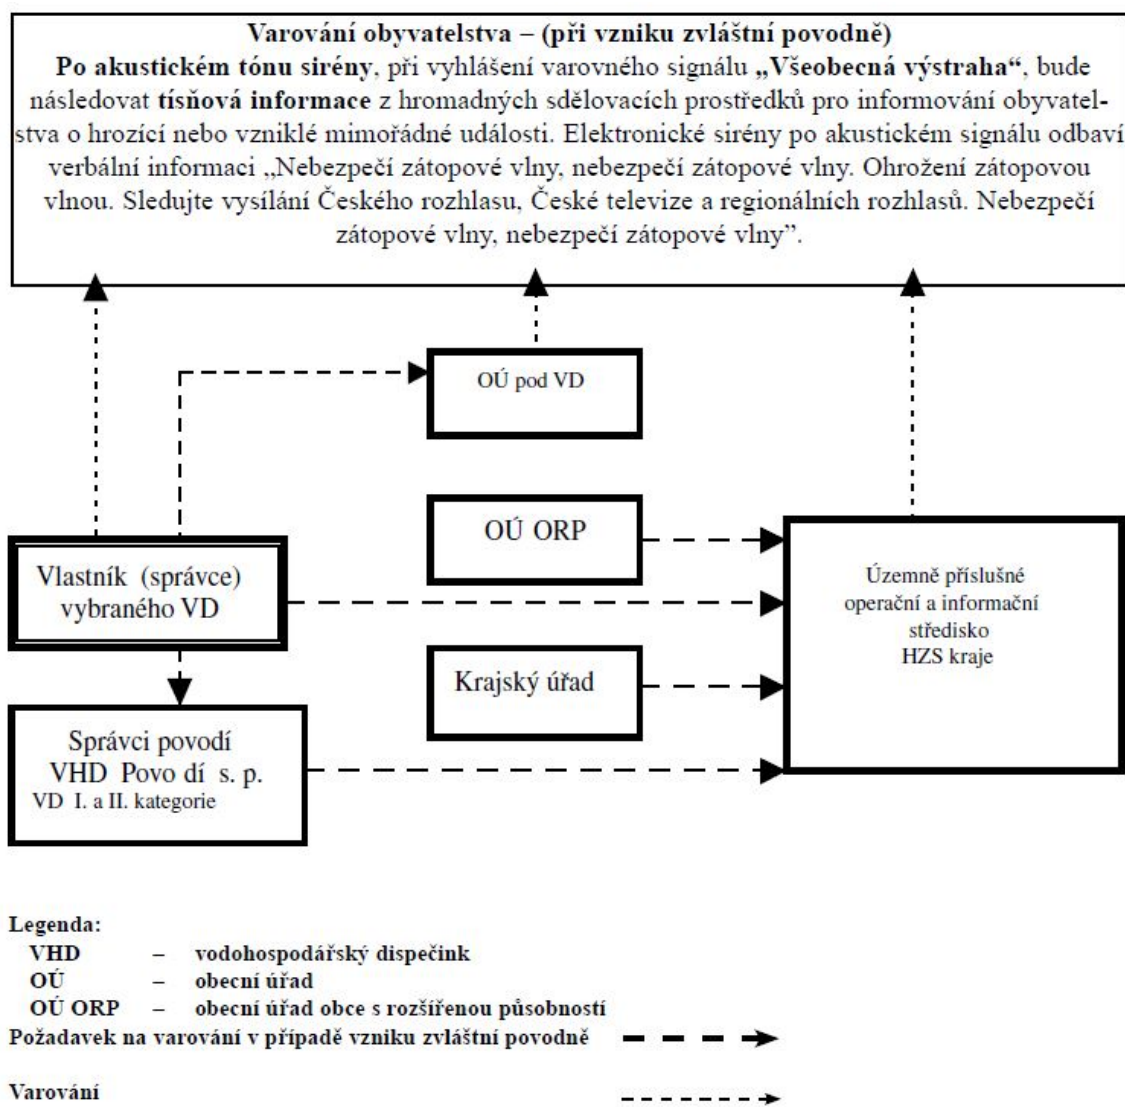 Varování obyvatelstva – (při vzniku zvláštní povodně)
Po akustickém tónu sirény, při vyhlášení varovného signálu „Všeobecná výstraha“, bude
následovat tísňová informace z hromadných sdělovacích prostředků pro informování obyvatel-
stva o hrozící nebo vzniklé mimořádné události. Elektronické sirény po akustickém signálu odbaví
verbální informaci „Nebezpečí zátopové vlny, nebezpečí zátopové vlny. Ohrožení zátopovou
vlnou. Sledujte vysílání Českého rozhlasu, České televize a regionálních rozhlasů. Nebezpečí
zátopové vlny, nebezpečí zátopové vlny”.
OÚ pod VD
OÚ ORP
Vlastník (správce)
vybraného VD
Územně příslušné
operační a informační
středisko
HZS kraje
Krajský úřad
Správci povodí
VHD Povo dí s. p.
VD I. a II. kategorie
Legenda:
VHD – vodohospodářský dispečink
OÚ – obecní úřad
OÚ ORP – obecní úřad obce s rozšířenou působností
Požadavek na varování v případě vzniku zvláštní povodně
Varování